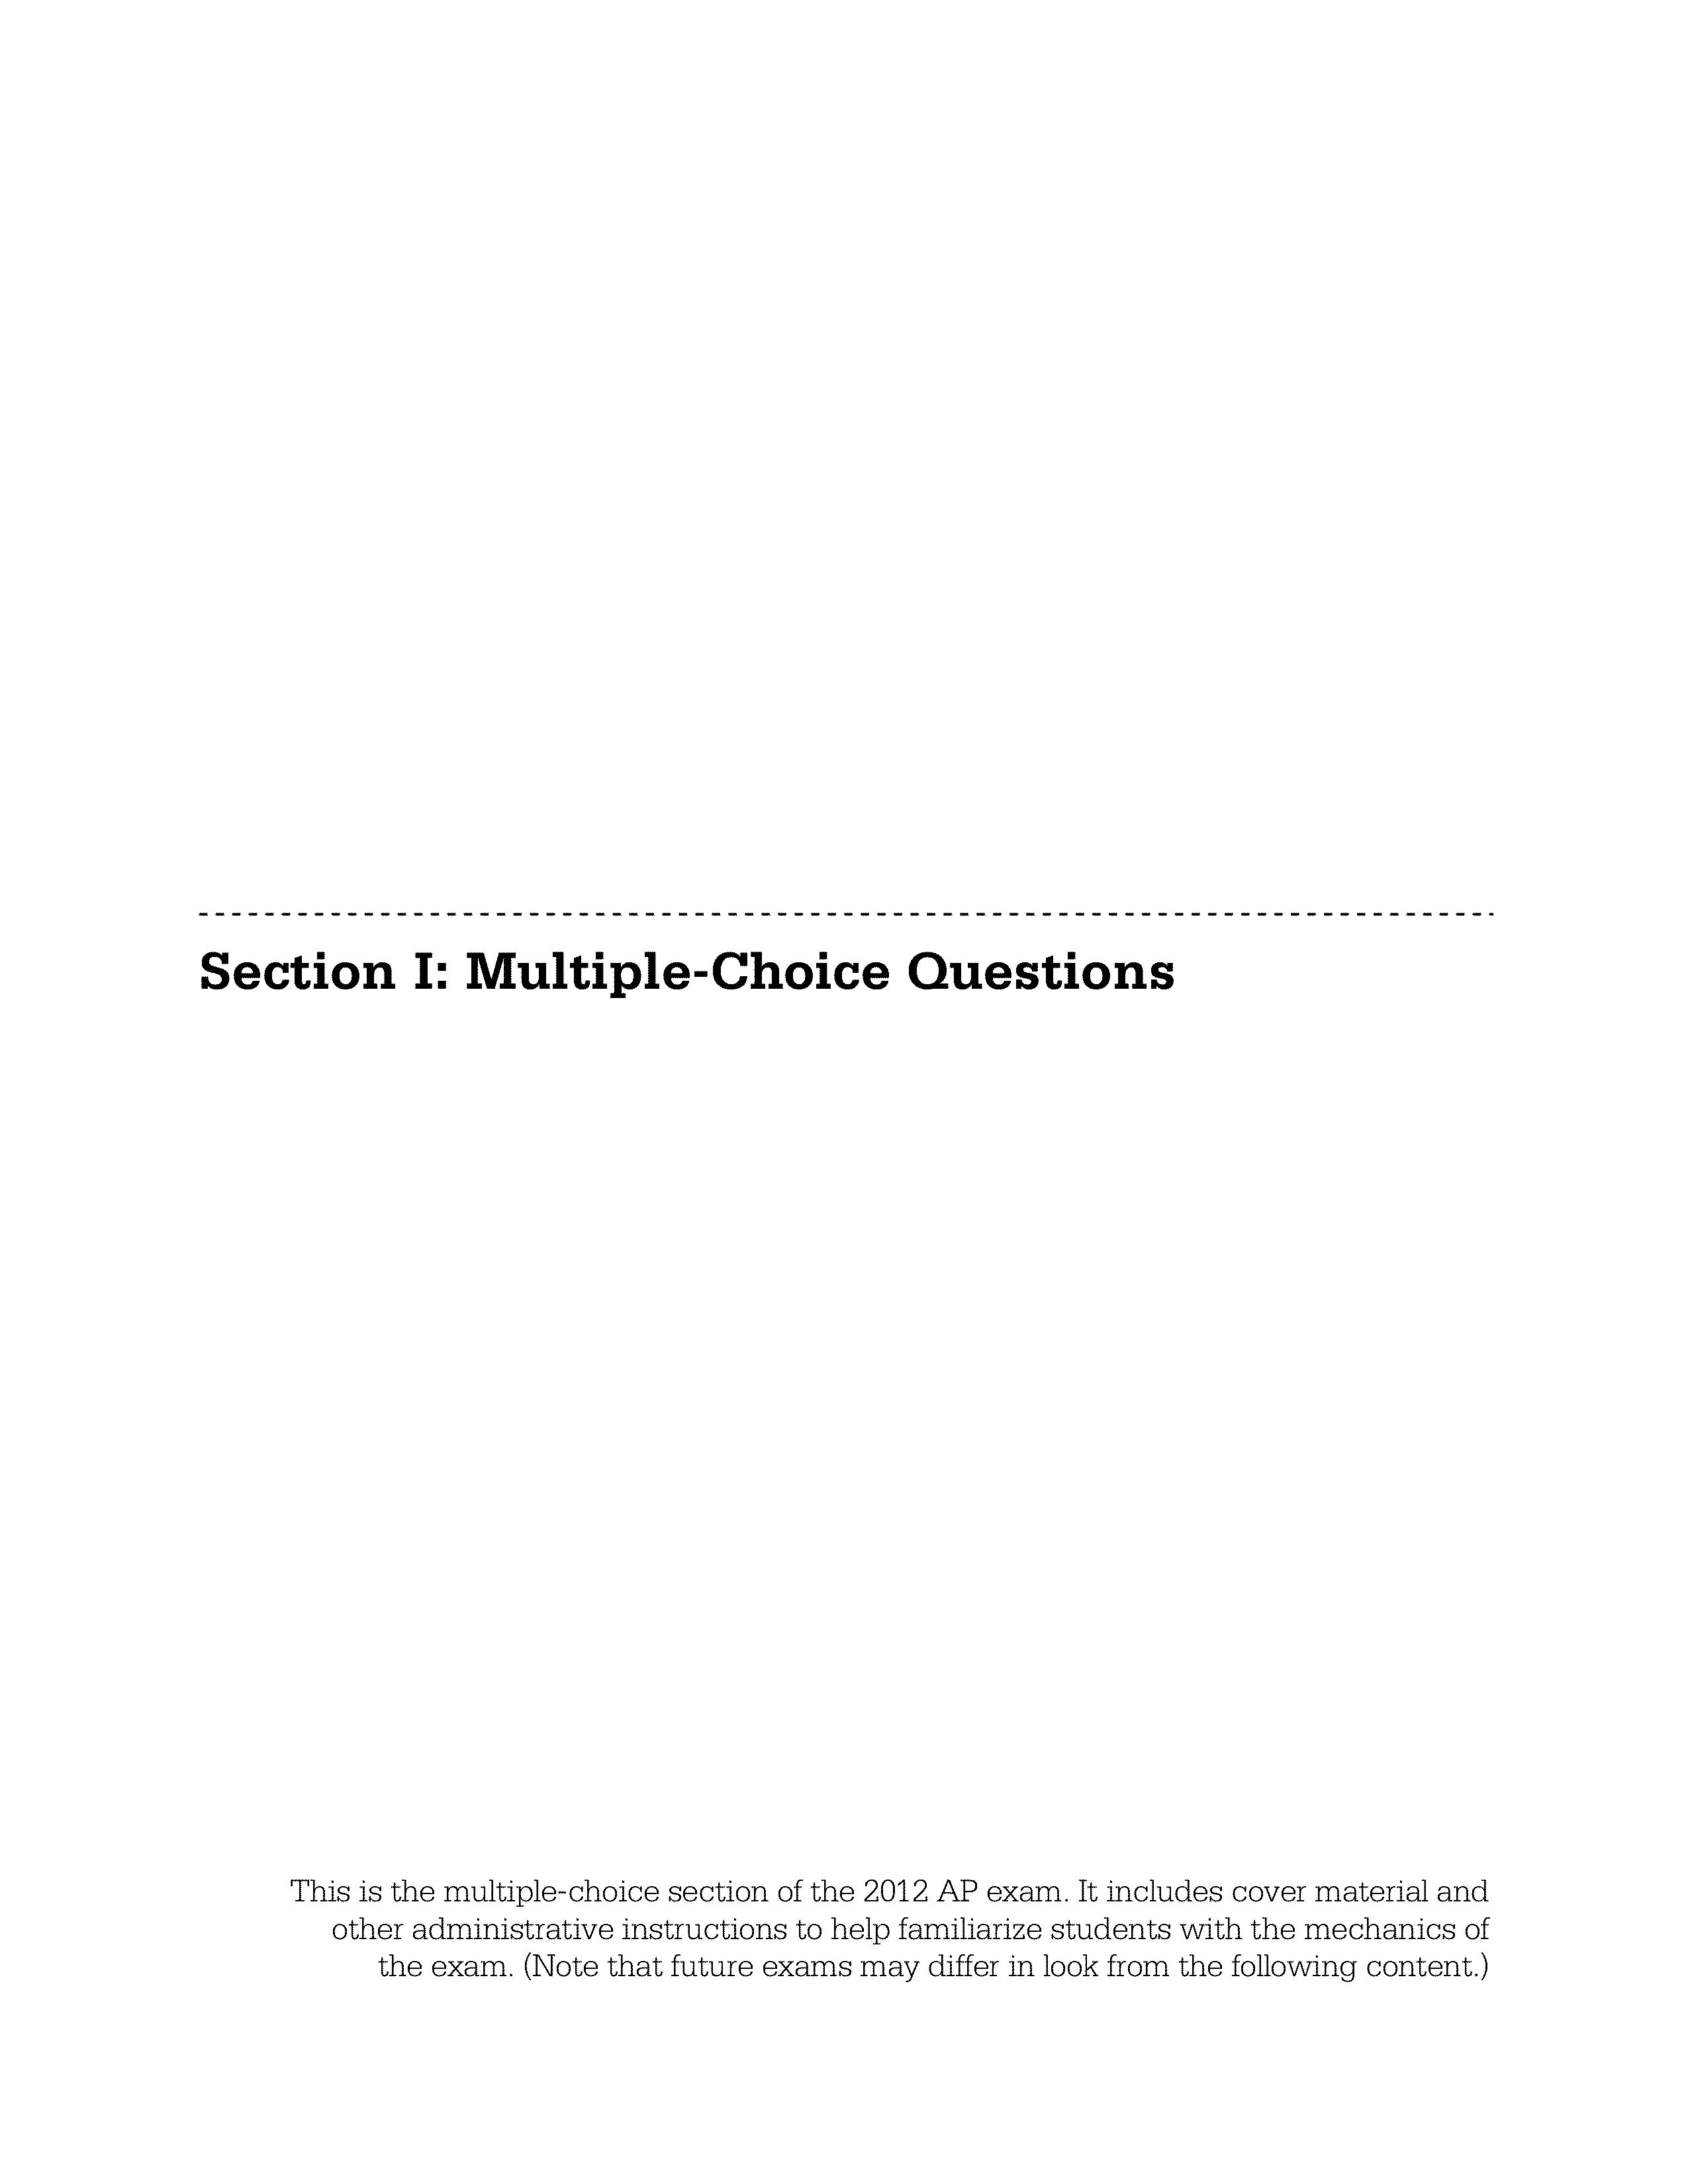 Section I: Multiple-Choice Questions
This is the multiple-choice section of the 2012 AP exam. It includes cover material and
other administrative instructions to help familiarize students with the mechanics of
the exam. (Note that future exams may differ in look from the following content.)